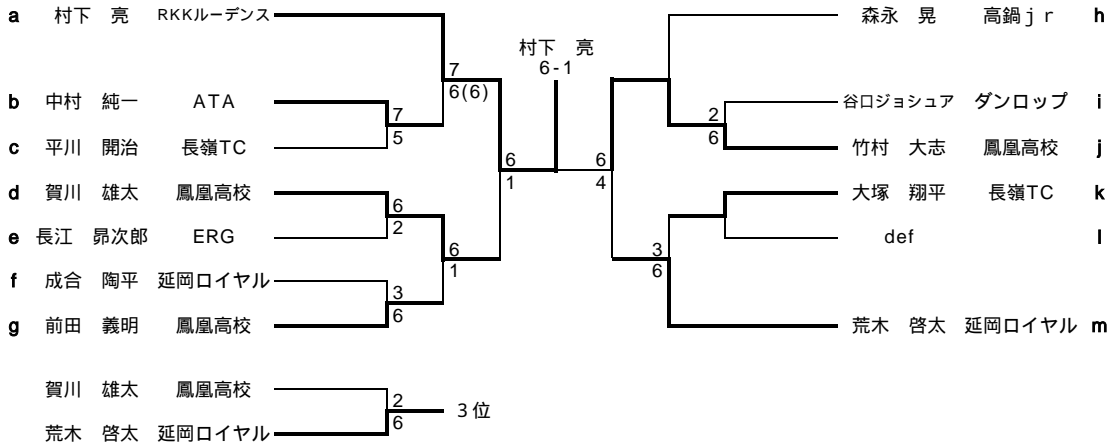 a 村下 亮 RKKルーデンス
b 中村 純一 ATA
c 平川 開治 長嶺TC
d 賀川 雄太 鳳凰高校
e 長江 昴次郎 ERG
f 成合 陶平 延岡ロイヤル
g 前田 義明 鳳凰高校
7
6(6)
7
5
6
2
6
1
3
6
6
1
村下 亮
6-1
6
4
2
6
3
6
森永 晃 高鍋ｊｒ h
谷口ジョシュア ダンロップ i
竹村 大志 鳳凰高校 j
大塚 翔平 長嶺TC k
def l
荒木 啓太 延岡ロイヤル m
賀川 雄太 鳳凰高校
荒木 啓太 延岡ロイヤル
2
6
３位